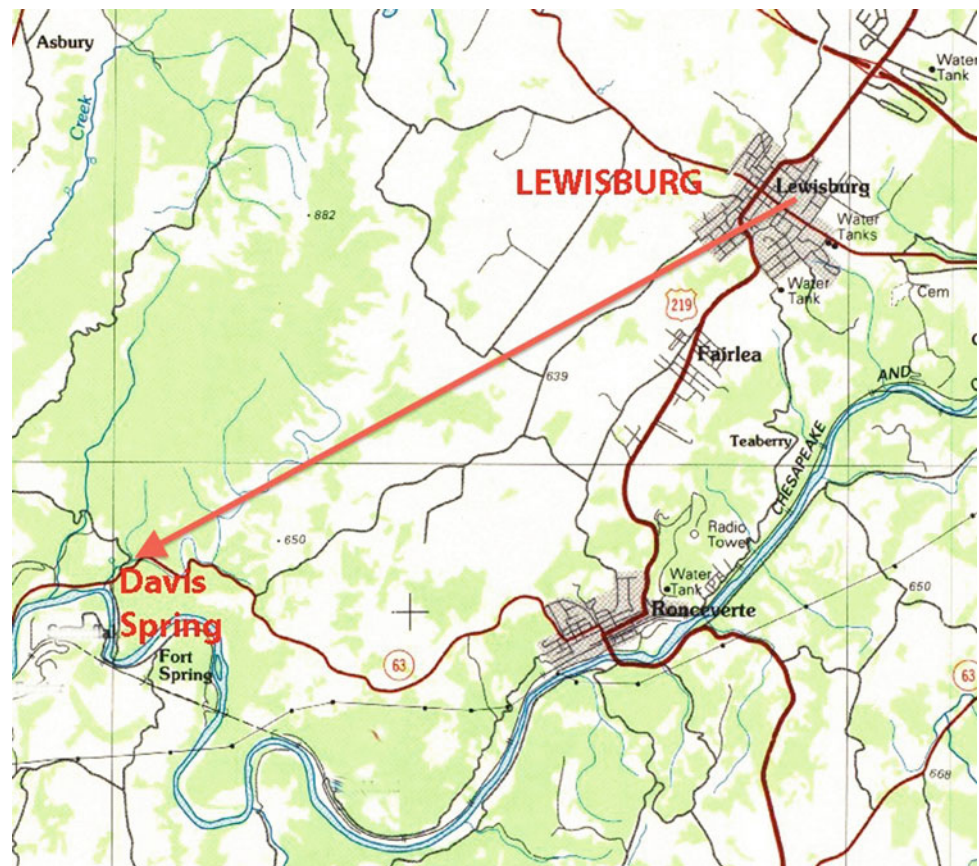 Asbury
Creek
882
Water
Tank
LEWISBURG
Lewisburg
Water
Tanks
Water
Tank
Cem
219
Fairlea
639
AND
CHESAPEAKE
Teaberry
650
Radio
Tower
Davis
Spring
Water
Tank
Ronceverte
650
Fort
Spring
63
63
668